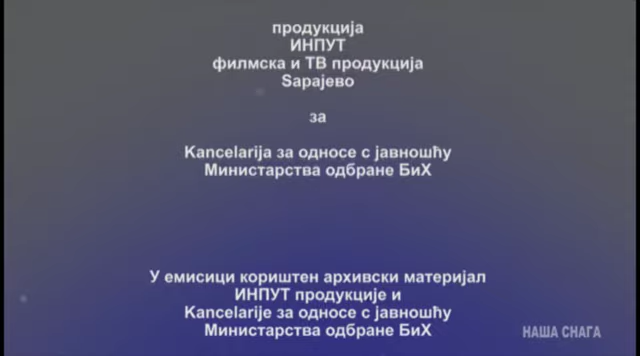 продукција
ИНПУТ
филмска и ТВ продукција
Sарајево
за
Kancelarija за односе с јавношћу
Министарства одбране БиХ
У емисици кориштен архивски материјал
ИНПУТ продукције и
Kancelarije за односе с јавношћу
Министарства одбране БиХ
НАША СНАГА